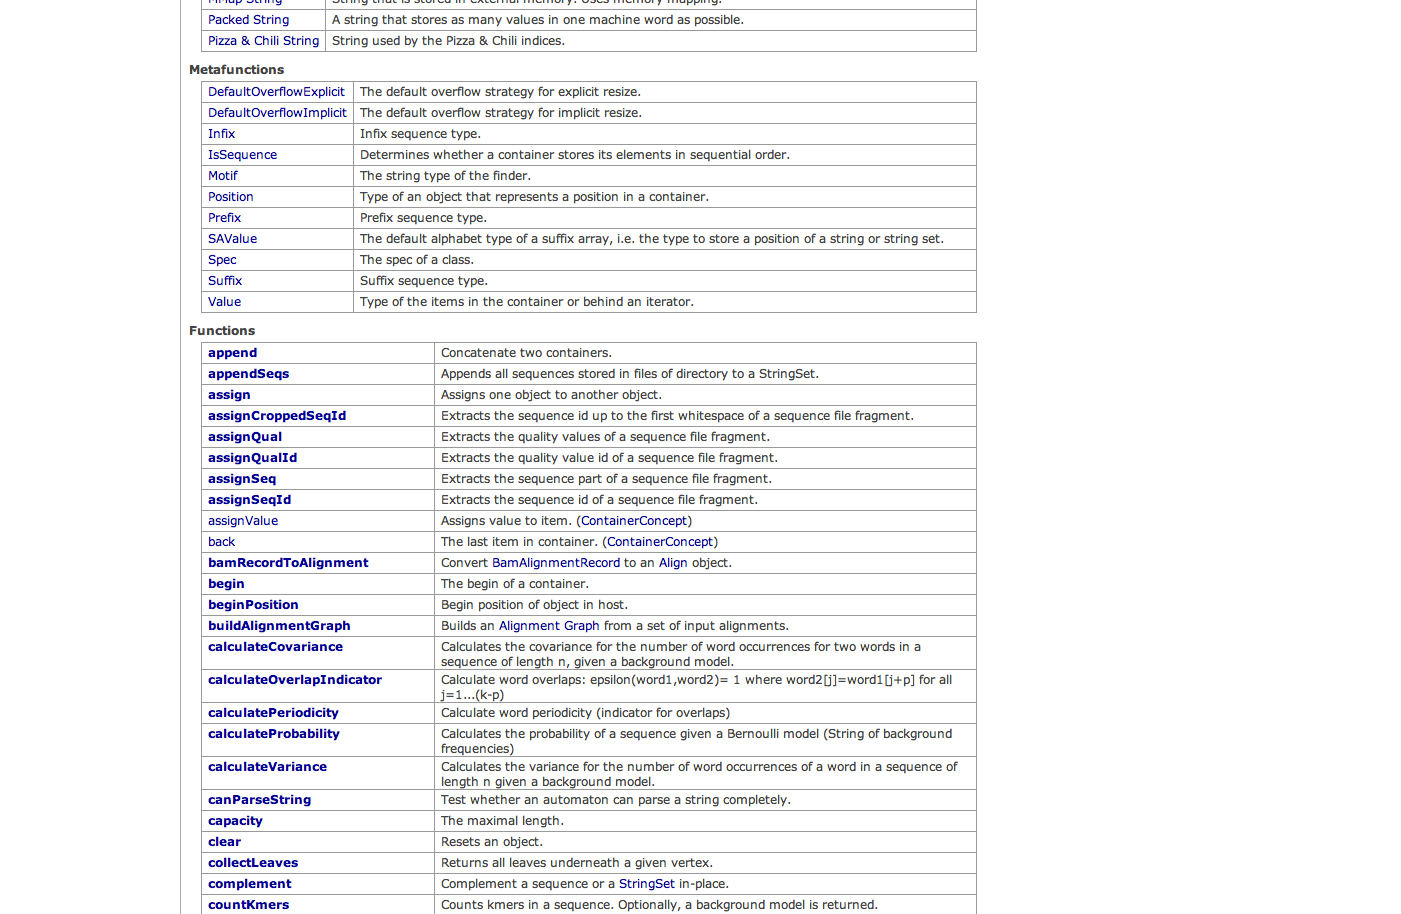 MMap String String that is stored in external memory. Uses memory mapping.
Packed String A string that stores as many values in one machine word as possible.
Pizza & Chili String String used by the Pizza & Chili indices.
Metafunctions
DefaultOverflowExplicit The default overflow strategy for explicit resize.
DefaultOverflowImplicit The default overflow strategy for implicit resize.
Infix Infix sequence type.
IsSequence Determines whether a container stores its elements in sequential order.
Motif The string type of the finder.
Position Type of an object that represents a position in a container.
Prefix Prefix sequence type.
SAValue The default alphabet type of a suffix array, i.e. the type to store a position of a string or string set.
Spec The spec of a class.
Suffix Suffix sequence type.
Value Type of the items in the container or behind an iterator.
Functions
append Concatenate two containers.
appendSeqs Appends all sequences stored in files of directory to a StringSet.
assign Assigns one object to another object.
assignCroppedSeqId Extracts the sequence id up to the first whitespace of a sequence file fragment.
assignQual Extracts the quality values of a sequence file fragment.
assignQualId Extracts the quality value id of a sequence file fragment.
assignSeq Extracts the sequence part of a sequence file fragment.
assignSeqId Extracts the sequence id of a sequence file fragment.
assignValue Assigns value to item. (ContainerConcept)
back The last item in container. (ContainerConcept)
bamRecordToAlignment Convert BamAlignmentRecord to an Align object.
begin The begin of a container.
beginPosition Begin position of object in host.
buildAlignmentGraph Builds an Alignment Graph from a set of input alignments.
calculateCovariance Calculates the covariance for the number of word occurrences for two words in a
sequence of length n, given a background model.
calculateOverlapIndicator Calculate word overlaps: epsilon(word1,word2)= 1 where word2[j]=word1[j+p] for all
j=1...(k-p)
calculatePeriodicity Calculate word periodicity (indicator for overlaps)
calculateProbability Calculates the probability of a sequence given a Bernoulli model (String of background
frequencies)
calculateVariance Calculates the variance for the number of word occurrences of a word in a sequence of
length n given a background model.
canParseString Test whether an automaton can parse a string completely.
capacity The maximal length.
clear Resets an object.
collectLeaves Returns all leaves underneath a given vertex.
complement Complement a sequence or a StringSet in-place.
countKmers Counts kmers in a sequence. Optionally, a background model is returned.